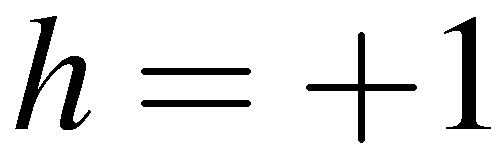 h = +1